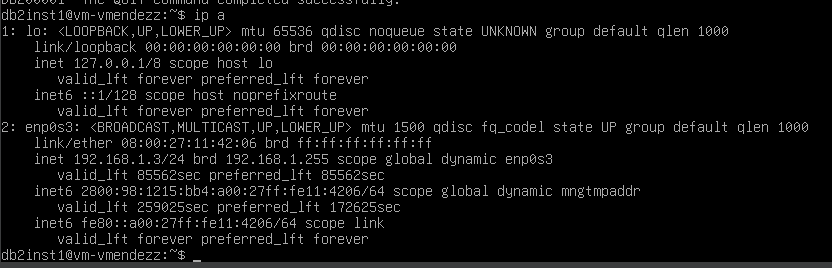 DB20000I  The QUIT command completed successfully.
db2inst1@vm-vmendezz:~$ ip a
1: lo: <LOOPBACK,UP,LOWER_UP> mtu 65536 qdisc noqueue state UNKNOWN group default qlen 1000
    link/loopback 00:00:00:00:00:00 brd 00:00:00:00:00:00
    inet 127.0.0.1/8 scope host lo
       valid_lft forever preferred_lft forever
    inet6 ::1/128 scope host noprefixroute
       valid_lft forever preferred_lft forever
2: enp0s3: <BROADCAST,MULTICAST,UP,LOWER_UP> mtu 1500 qdisc fq_codel state UP group default qlen 1000
    link/ether 08:00:27:11:42:06 brd ff:ff:ff:ff:ff:ff
    inet 192.168.1.3/24 brd 192.168.1.255 scope global dynamic enp0s3
       valid_lft 85562sec preferred_lft 85562sec
    inet6 2800:98:1215:bb4:a00:27ff:fe11:4206/64 scope global dynamic mngtmpaddr
       valid_lft 259025sec preferred_lft 172625sec
    inet6 fe80::a00:27ff:fe11:4206/64 scope link
       valid_lft forever preferred_lft forever
db2inst1@vm-vmendezz:~$ _